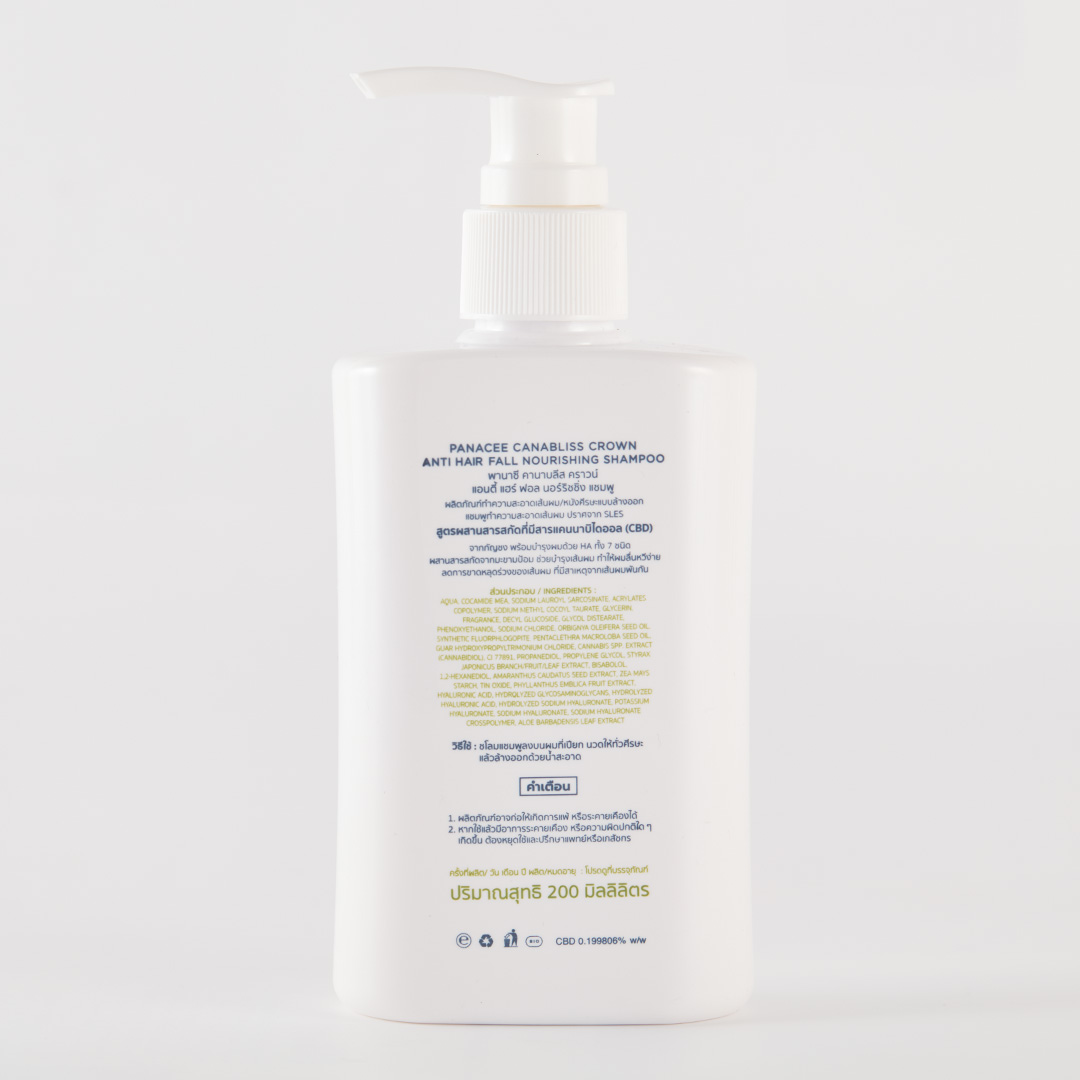 PANACEE CANABLISS CROWN
ANTI HAIR FALL NOURISHING SHAMPOO
พานาซี คานาบลีส คราวน์
แอนตี้ แฮร์ ฟอล นอร์ริชชิ่ง แชมพู
ผลิตภัณฑ์ทำความสะอาดเส้นผม/หนังศีรษะแบบล้างออก
แชมพูทำความสะอาดเส้นผม ปราศจาก SLES
สูตรผสานสารสกัดที่มีสารแคนนาบิไดออล (CBD)
จากกัญชง พร้อมบำรุงผมด้วย HA ทั้ง 7 ชนิด
ผสานสารสกัดจากมะขามป้อม ช่วยบำรุงเส้นผม ทำให้ผมลื่นหวีง่าย
ลดการขาดหลุดร่วงของเส้นผม ที่มีสาเหตุจากเส้นผมพันกัน
ส่วนประกอบ / INGREDIENTS :
AQUA, COCAMIDE MEA, SODIUM LAUROYL SARCOSINATE, ACRYLATES
COPOLYMER, SODIUM METHYL COCOYL TAURATE, GLYCERIN
FRAGRANCE, DECYL GLUCOSIDE, GLYCOL DISTEARATE,
PHENOXYETHANOL, SODIUM CHLORIDE, ORBIGNYA OLEIFERA SEED OIL,
SYNTHETIC FLUORPHLOGOPITE, PENTACLETHRA MACROLOBA SEED OIL,
GUAR HYDROXYPROPYLTRIMONIUM CHLORIDE, CANNABIS SPP. EXTRACT
(CANNABIDIOL), CI 77891, PROPANEDIOL, PROPYLENE GLYCOL, STYRAX
JAPONICUS BRANCH/FRUIT/LEAF EXTRACT, BISABOLOL
1,2-HEXANEDIOL, AMARANTHUS CAUDATUS SEED EXTRACT, ZEA MAYS
STARCH, TIN OXIDE, PHYLLANTHUS EMBLICA FRUIT EXTRACT,
HYALURONIC ACID, HYDROLYZED GLYCOSAMINOGLYCANS, HYDROLYZED
HYALURONIC ACID, HYDROLYZED SODIUM HYALURONATE, POTASSIUM
HYALURONATE, SODIUM HYALURONATE, SODIUM HYALURONATE
CROSSPOLYMER, ALOE BARBADENSIS LEAF EXTRACT
วิธีใช้ : ชโลมแชมพูลงบนผมที่เปียก นวดให้ทั่วศีรษะ
แล้วล้างออกด้วยน้ำสะอาด
คำเตือน
1. ผลิตภัณฑ์อาจก่อให้เกิดการแพ้ หรือระคายเคืองได้
2. หากใช้แล้วมีอาการระคายเคือง หรือความผิดปกติใด ๆ
เกิดขึ้น ต้องหยุดใช้และปรึกษาแพทย์หรือเภสัชกร
ครั้งที่ผลิต/ วัน เดือน ปี ผลิต/หมดอายุ : โปรดดูที่บรรจุภัณฑ์
ปริมาณสุทธิ 200 มิลลิลิตร
e BIO CBD 0.199806% w/w